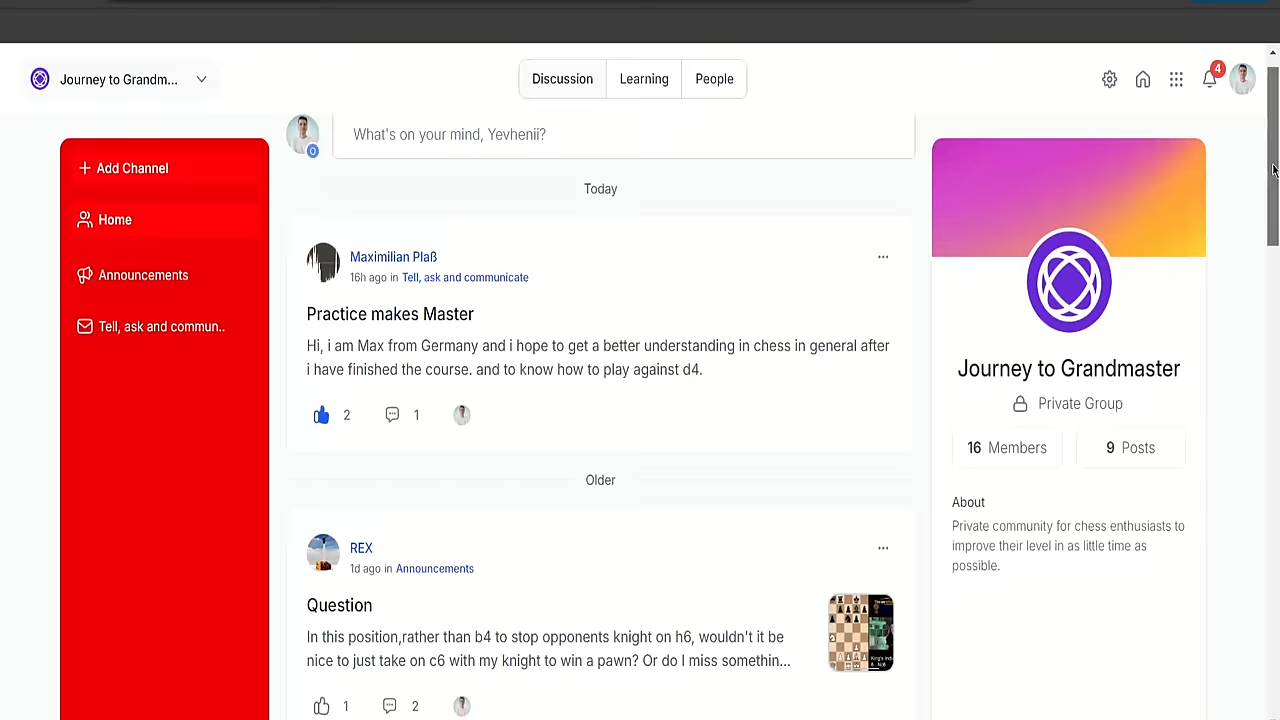 Journey to Grandm...
Discussion
Learning
People
4
Add Channel
Home
Announcements
Tell, ask and commun..
What's on your mind, Yevhenii?
Today
Maximilian Plaß
16h ago in Tell, ask and communicate
Practice makes Master
Hi, i am Max from Germany and i hope to get a better understanding in chess in general after
i have finished the course. and to know how to play against d4.
2
1
Older
REX
1d ago in Announcements
Question
In this position,rather than b4 to stop opponents knight on h6, wouldn't it be
nice to just take on c6 with my knight to win a pawn? Or do I miss somethin...
1
2
Journey to Grandmaster
Private Group
16 Members
9 Posts
About
Private community for chess enthusiasts to
improve their level in as little time as
possible.